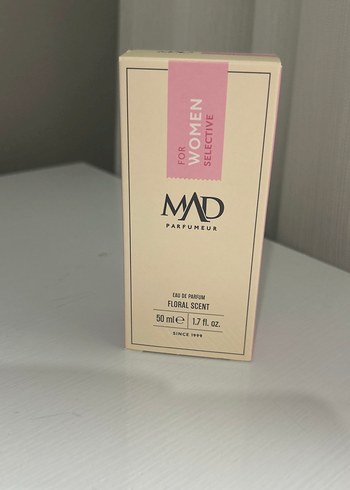 FOR
WOMEN
SELECTIVE
MAD
PARFUMEUR
EAU DE PARFUM
FLORAL SCENT
50 ml ℮ 1.7 fl. oz.
SINCE 1999